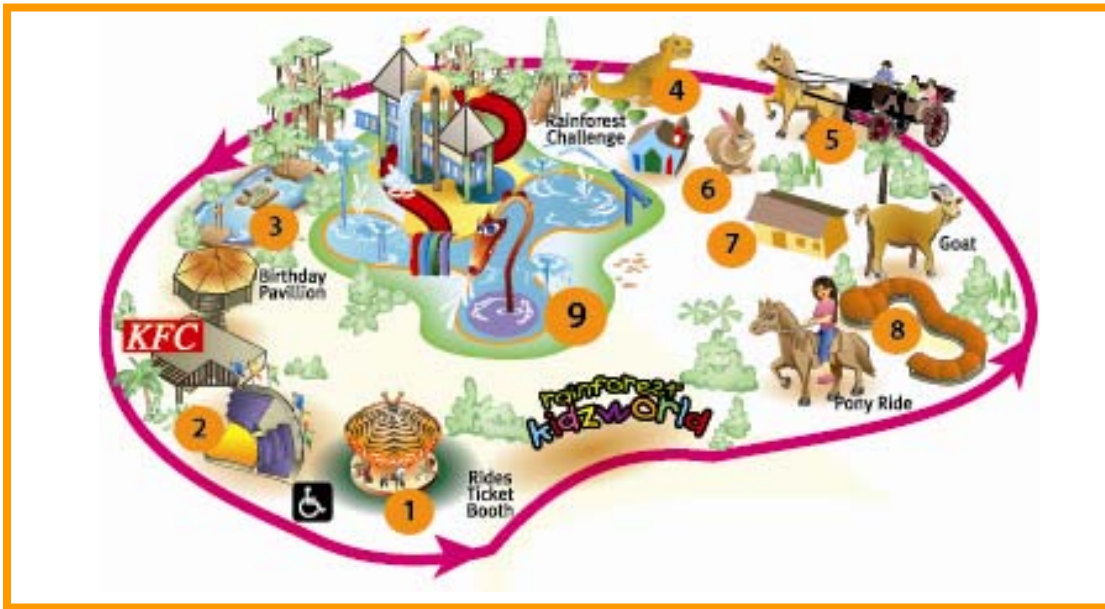 4
Rainforest
Challenge
5
6
3
7
Goat
Birthday
Pavillion
9
8
KFC
rainforest
kidzworld
Pony Ride
2
Rides
Ticket
Booth
1